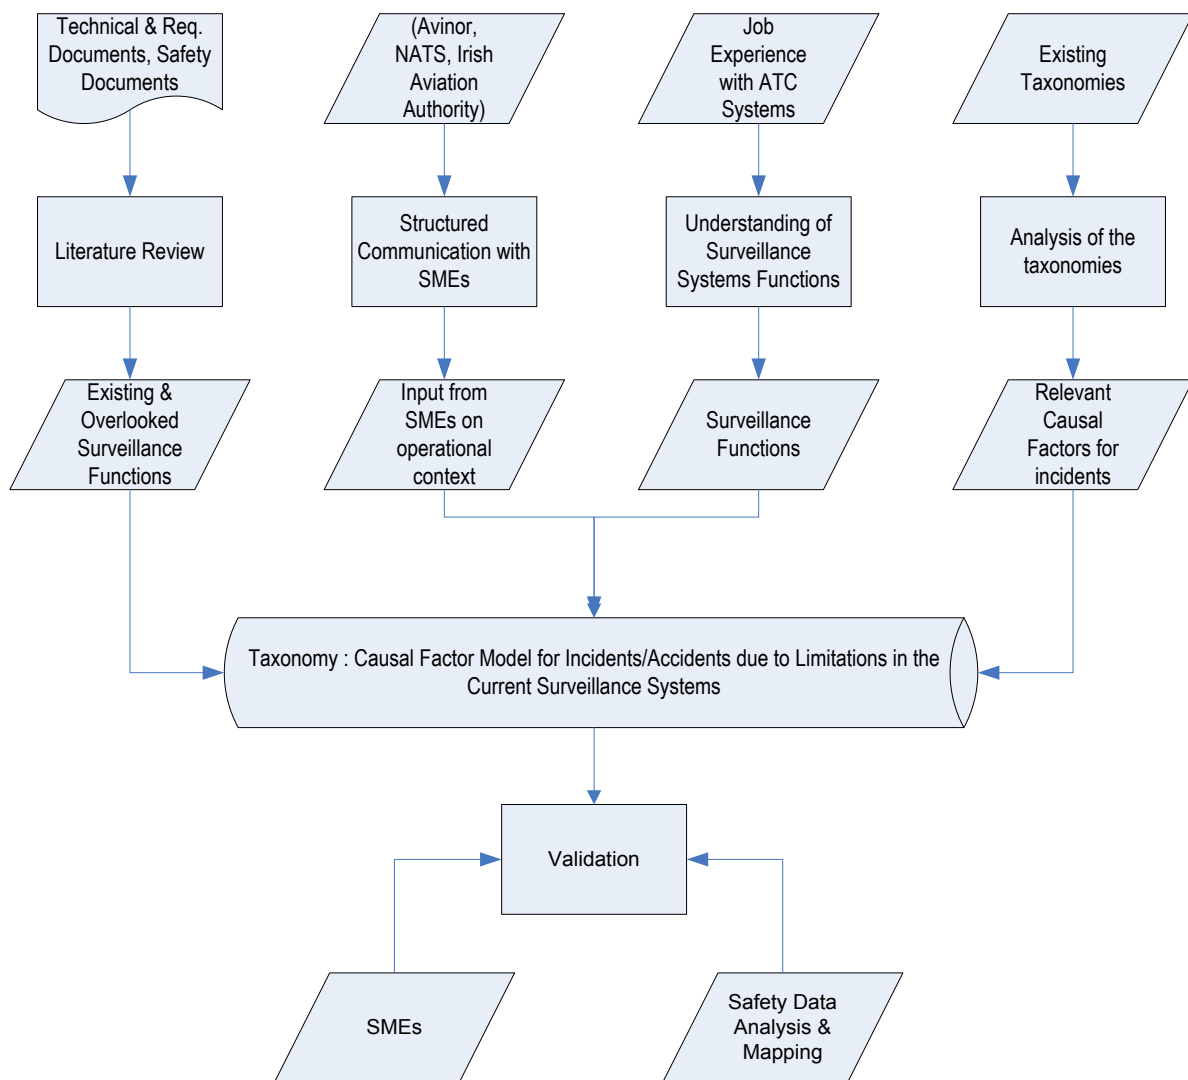 Technical & Req.
Documents, Safety
Documents
(Avinor,
NATS, Irish
Aviation
Authority)
Job
Experience
with ATC
Systems
Existing
Taxonomies
Literature Review
Structured
Communication with
SMEs
Understanding of
Surveillance
Systems Functions
Analysis of the
taxonomies
Existing &
Overlooked
Surveillance
Functions
Input from
SMEs on
operational
context
Surveillance
Functions
Relevant
Causal
Factors for
incidents
Taxonomy : Causal Factor Model for Incidents/Accidents due to Limitations in the
Current Surveillance Systems
Validation
SMEs
Safety Data
Analysis &
Mapping